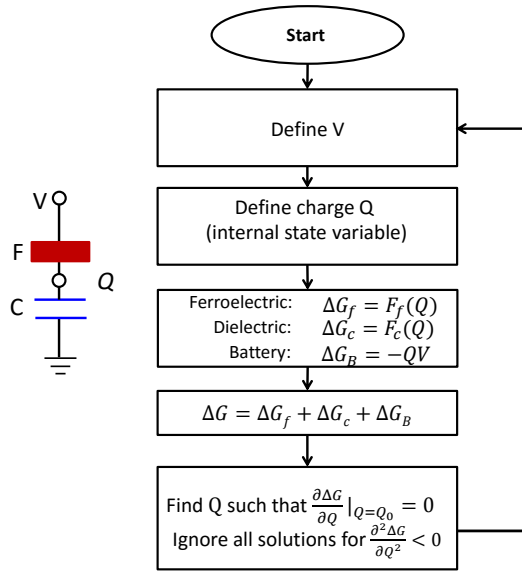 Start
Define V
Define charge Q
(internal state variable)
V
F
Q
C
Ferroelectric: Δ𝐺_𝑓 = 𝐹_𝑓(𝑄)
Dielectric: Δ𝐺_𝑐 = 𝐹_𝑐(𝑄)
Battery: Δ𝐺_𝐵 = −𝑄𝑉
Δ𝐺 = Δ𝐺_𝑓 + Δ𝐺_𝑐 + Δ𝐺_𝐵
Find Q such that ∂Δ𝐺/∂𝑄 |_{𝑄=𝑄_0} = 0
Ignore all solutions for ∂²Δ𝐺/∂𝑄² < 0